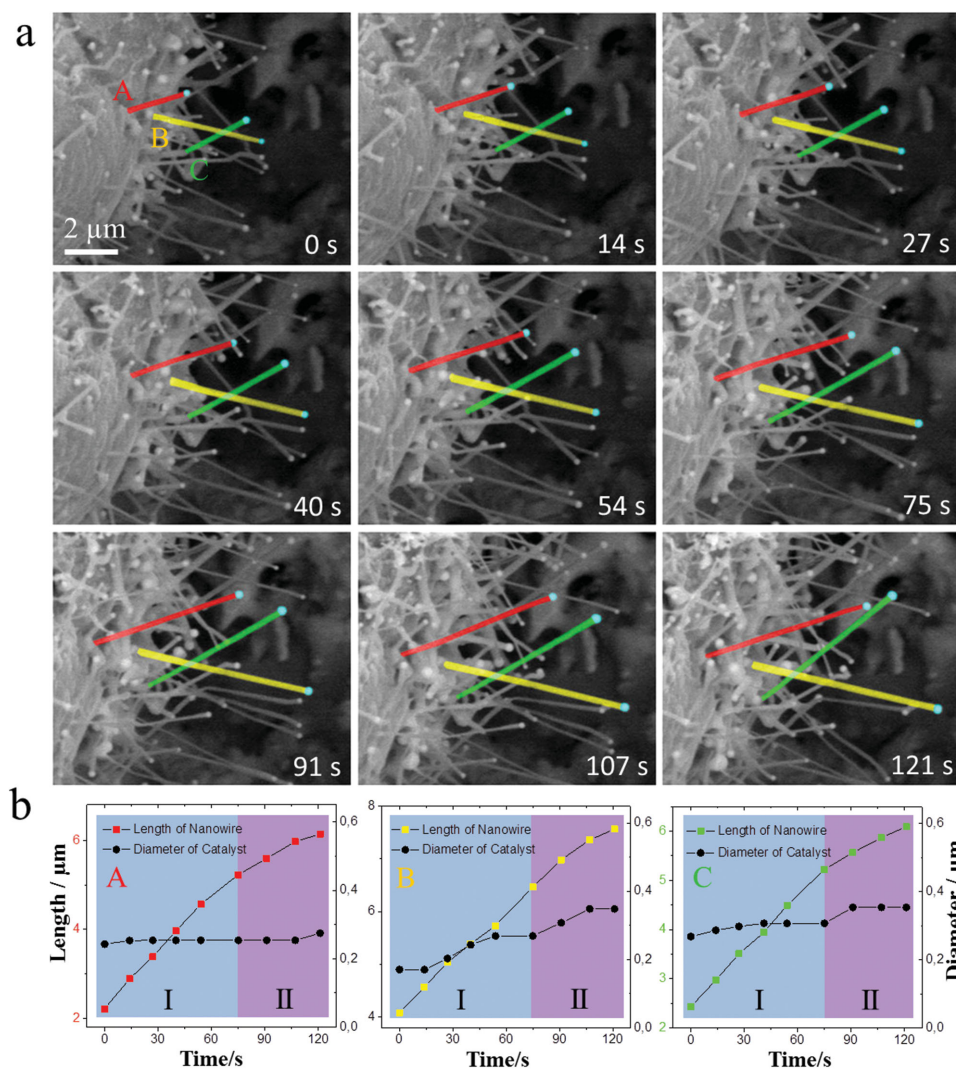 a
A
B
C
2 µm
0 s
14 s
27 s
40 s
54 s
75 s
91 s
107 s
121 s
b
Length of Nanowire
Diameter of Catalyst
A
I
II
6
4
2
0,6
0,4
0,2
0,0
0 30 60 90 120
Length / µm
Time/s
Length of Nanowire
Diameter of Catalyst
B
I
II
8
6
4
0,6
0,4
0,2
0,0
0 30 60 90 120
Time/s
Length of Nanowire
Diameter of Catalyst
C
I
II
6
5
4
3
2
0,6
0,4
0,2
0,0
0 30 60 90 120
Diameter / µm
Time/s